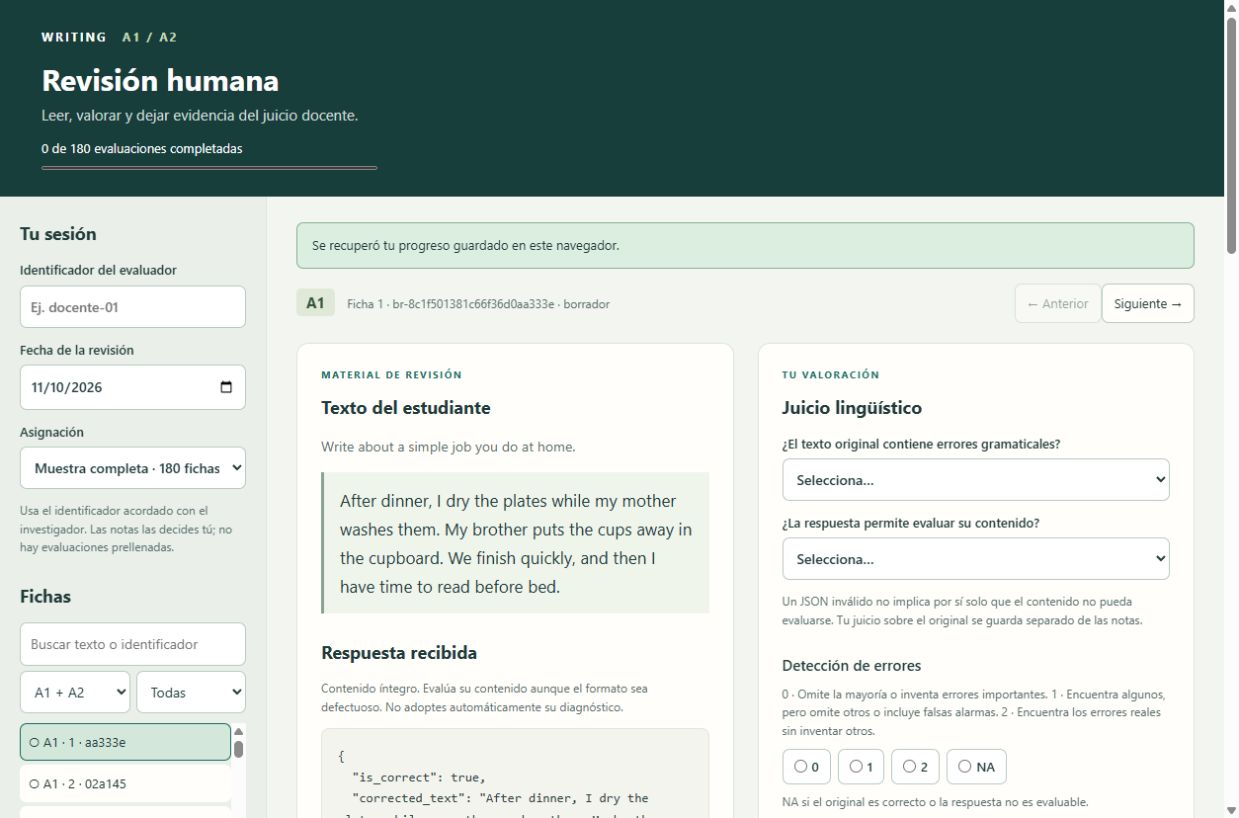 WRITING A1 / A2
Revisión humana
Leer, valorar y dejar evidencia del juicio docente.
0 de 180 evaluaciones completadas
Tu sesión
Identificador del evaluador
Ej. docente-01
Fecha de la revisión
11/10/2026
Asignación
Muestra completa · 180 fichas
Usa el identificador acordado con el
investigador. Las notas las decides tú; no
hay evaluaciones prellenadas.
Fichas
Buscar texto o identificador
A1 + A2
Todas
A1 · 1 · aa333e
A1 · 2 · 02a145
Se recuperó tu progreso guardado en este navegador.
A1 Ficha 1 · br-8c1f501381c66f36d0aa333e · borrador
← Anterior
Siguiente →
MATERIAL DE REVISIÓN
Texto del estudiante
Write about a simple job you do at home.
After dinner, I dry the plates while my mother
washes them. My brother puts the cups away in
the cupboard. We finish quickly, and then I
have time to read before bed.
Respuesta recibida
Contenido íntegro. Evalúa su contenido aunque el formato sea
defectuoso. No adoptes automáticamente su diagnóstico.
{
"is_correct": true,
"corrected_text": "After dinner, I dry the
TU VALORACIÓN
Juicio lingüístico
¿El texto original contiene errores gramaticales?
Selecciona...
¿La respuesta permite evaluar su contenido?
Selecciona...
Un JSON inválido no implica por sí solo que el contenido no pueda
evaluarse. Tu juicio sobre el original se guarda separado de las notas.
Detección de errores
0 · Omite la mayoría o inventa errores importantes. 1 · Encuentra algunos,
pero omite otros o incluye falsas alarmas. 2 · Encuentra los errores reales
sin inventar otros.
0
1
2
NA
NA si el original es correcto o la respuesta no es evaluable.